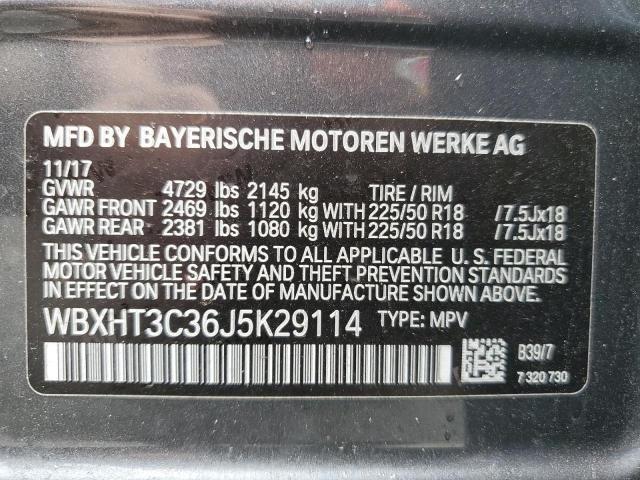 MFD BY BAYERISCHE MOTOREN WERKE AG
11/17
GVWR 4729 lbs 2145 kg TIRE / RIM
GAWR FRONT 2469 lbs 1120 kg WITH 225/50 R18 /7.5Jx18
GAWR REAR 2381 lbs 1080 kg WITH 225/50 R18 /7.5Jx18
THIS VEHICLE CONFORMS TO ALL APPLICABLE U. S. FEDERAL
MOTOR VEHICLE SAFETY AND THEFT PREVENTION STANDARDS
IN EFFECT ON THE DATE OF MANUFACTURE SHOWN ABOVE.
WBXHT3C36J5K29114 TYPE: MPV
B39/7
7 320 730